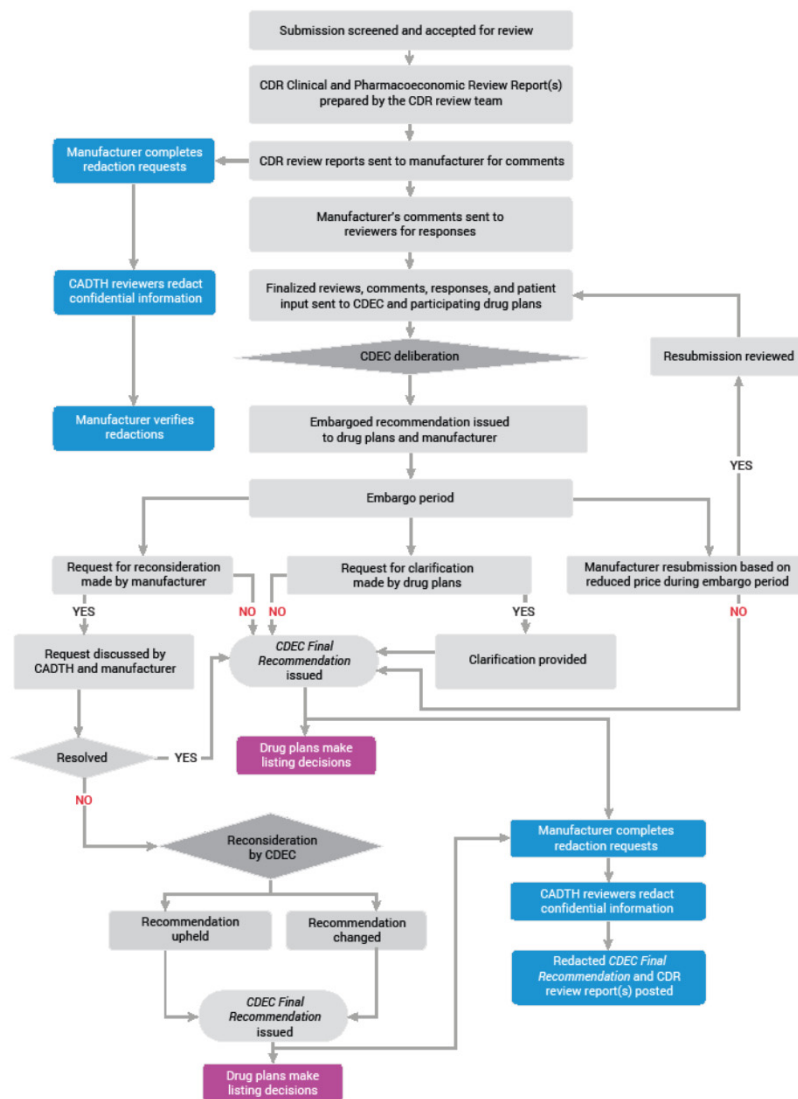 Submission screened and accepted for review
CDR Clinical and Pharmacoeconomic Review Report(s)
prepared by the CDR review team
Manufacturer completes
redaction requests
CDR review reports sent to manufacturer for comments
Manufacturer's comments sent to
reviewers for responses
CADTH reviewers redact
confidential information
Finalized reviews, comments, responses, and patient
input sent to CDEC and participating drug plans
CDEC deliberation
Resubmission reviewed
Manufacturer verifies
redactions
Embargoed recommendation issued
to drug plans and manufacturer
YES
Embargo period
Request for reconsideration
made by manufacturer
Request for clarification
made by drug plans
Manufacturer resubmission based on
reduced price during embargo period
YES
NO
NO
YES
NO
Request discussed by
CADTH and manufacturer
CDEC Final
Recommendation
issued
Clarification provided
Resolved
YES
Drug plans make
listing decisions
NO
Reconsideration
by CDEC
Manufacturer completes
redaction requests
CADTH reviewers redact
confidential information
Recommendation
upheld
Recommendation
changed
Redacted CDEC Final
Recommendation and CDR
review report(s) posted
CDEC Final
Recommendation
issued
Drug plans make
listing decisions